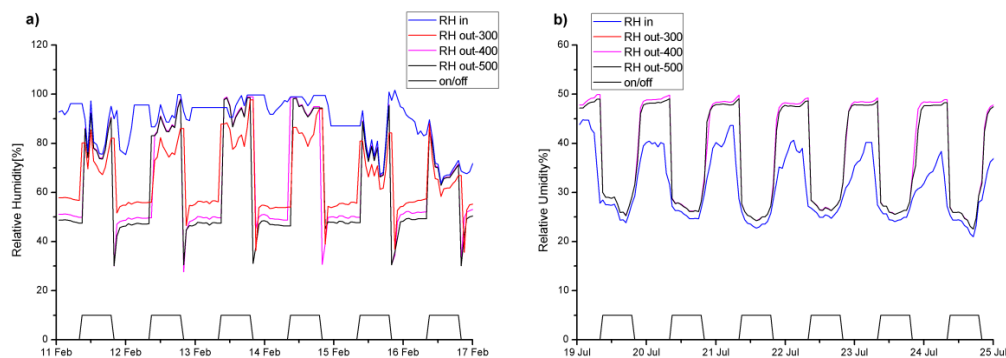 a)
RH in
RH out-300
RH out-400
RH out-500
on/off
Relative Humidity[%]
120
100
80
60
40
20
0
11 Feb
12 Feb
13 Feb
14 Feb
15 Feb
16 Feb
17 Feb
b)
RH in
RH out-300
RH out-400
RH out-500
on/off
Relative Umidity%]
60
50
40
30
20
10
0
19 Jul
20 Jul
21 Jul
22 Jul
23 Jul
24 Jul
25 Jul